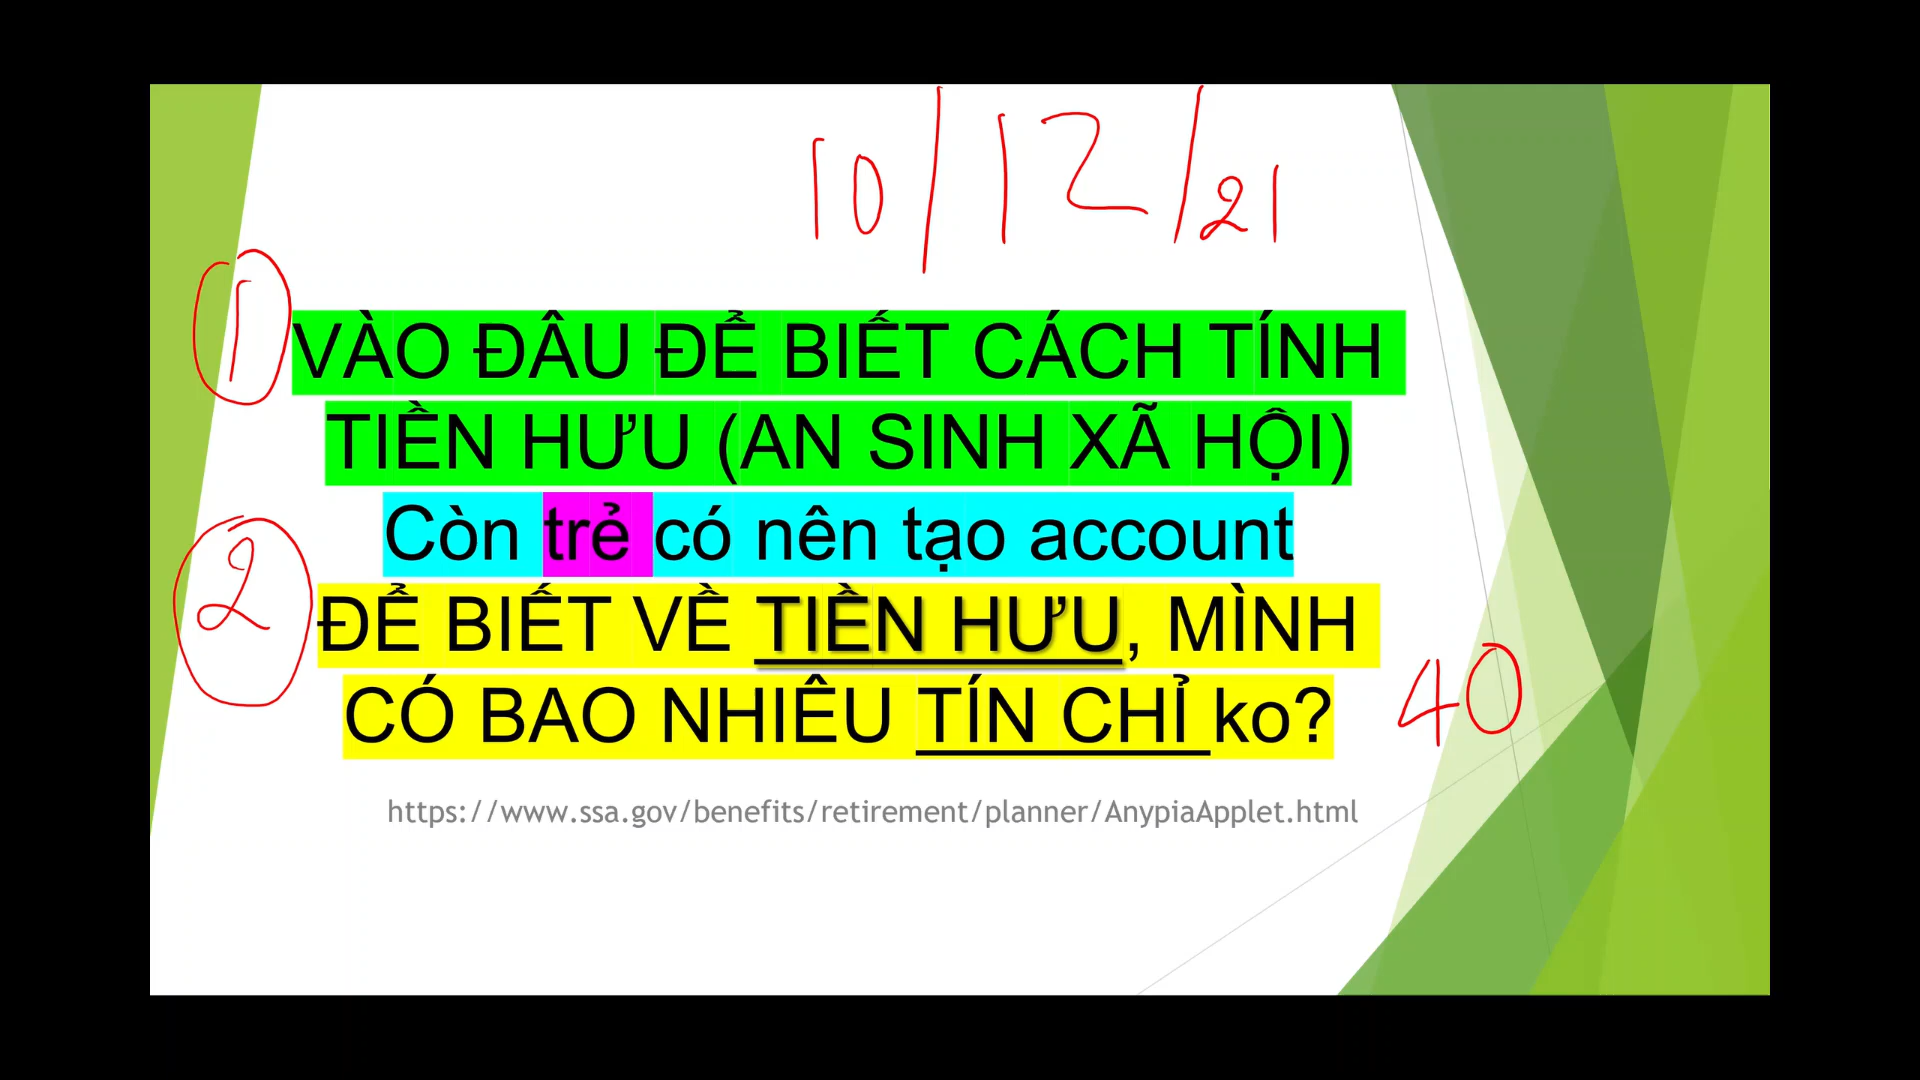 10/12/21
1
VÀO ĐÂU ĐỂ BIẾT CÁCH TÍNH
TIỀN HƯU (AN SINH XÃ HỘI)
Còn trẻ có nên tạo account
2
ĐỂ BIẾT VỀ TIỀN HƯU, MÌNH
CÓ BAO NHIÊU TÍN CHỈ ko?
40
https://www.ssa.gov/benefits/retirement/planner/AnypiaApplet.html